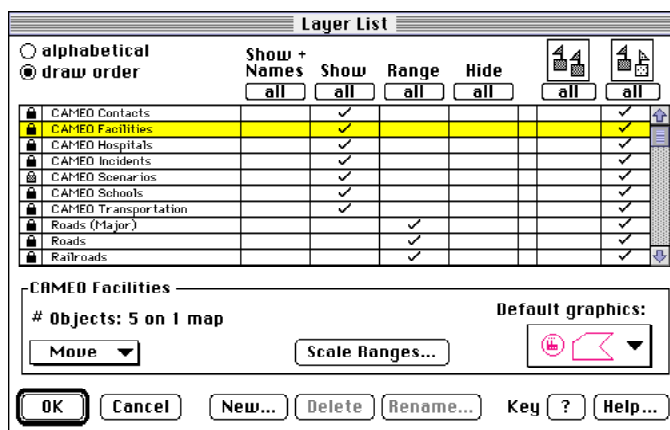 Layer List
alphabetical
draw order
Show +
Names Show Range Hide
all all all all all all
CAMEO Contacts
CAMEO Facilities
CAMEO Hospitals
CAMEO Incidents
CAMEO Scenarios
CAMEO Schools
CAMEO Transportation
Roads (Major)
Roads
Railroads
CAMEO Facilities
# Objects: 5 on 1 map
Default graphics:
Move
Scale Ranges...
OK Cancel New... Delete Rename... Key ? Help...